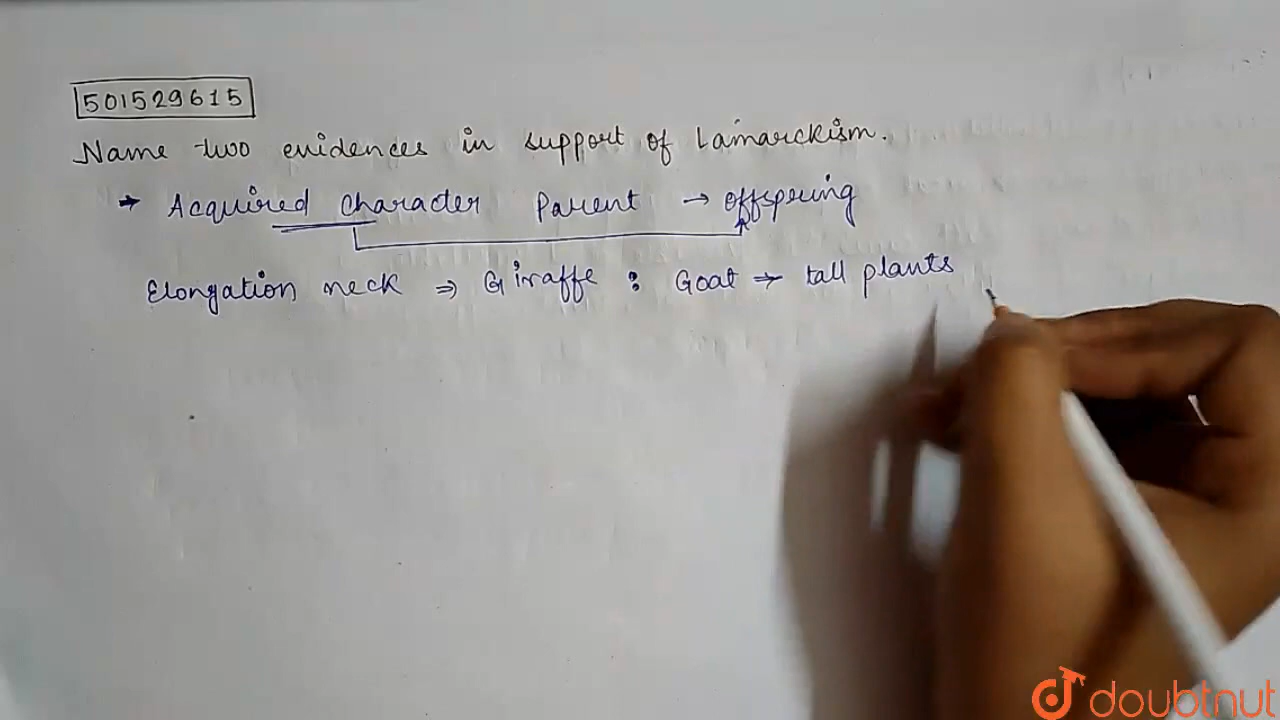 501529615
Name two evidences in support of Lamarckism.
→ Acquired character Parent → offspring
Elongation neck ⇒ Giraffe : Goat → tall plants
doubtnut